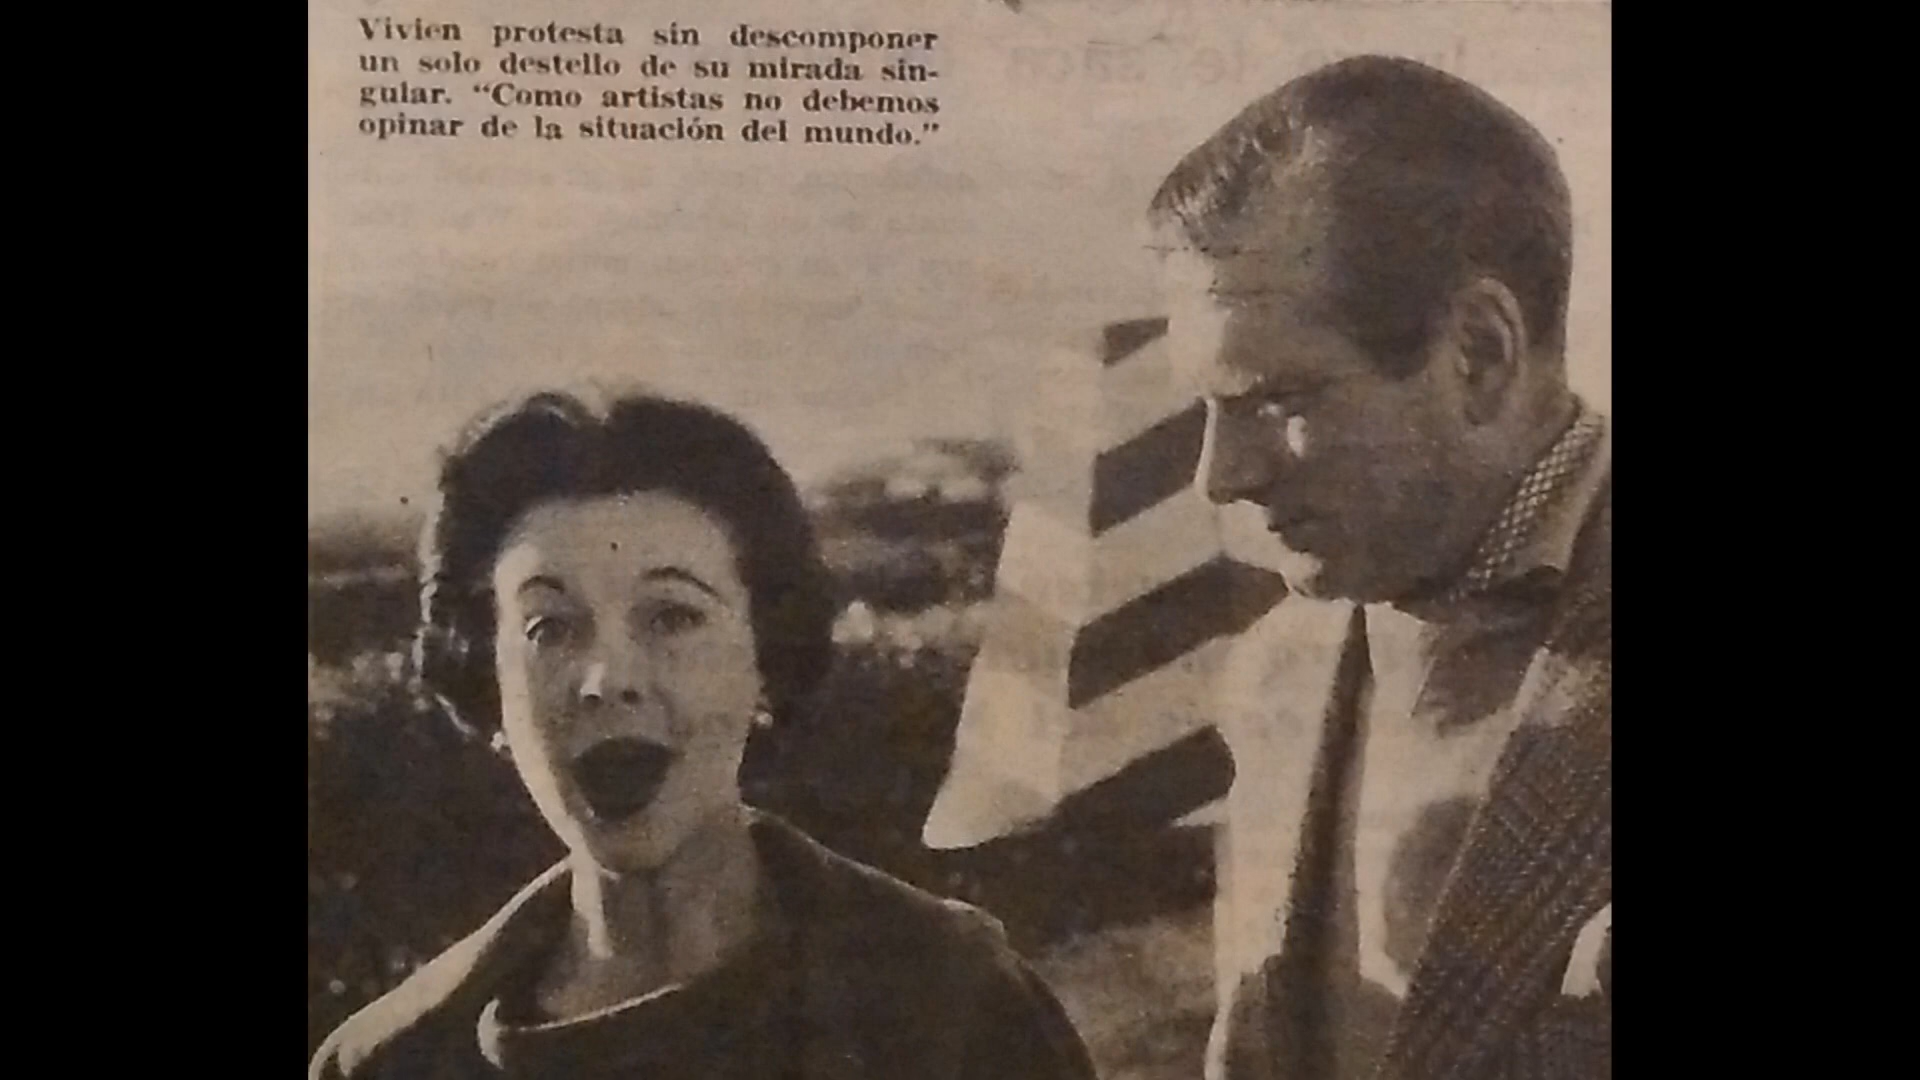 Vivien protesta sin descomponer
un solo destello de su mirada sin-
gular. "Como artistas no debemos
opinar de la situación del mundo."